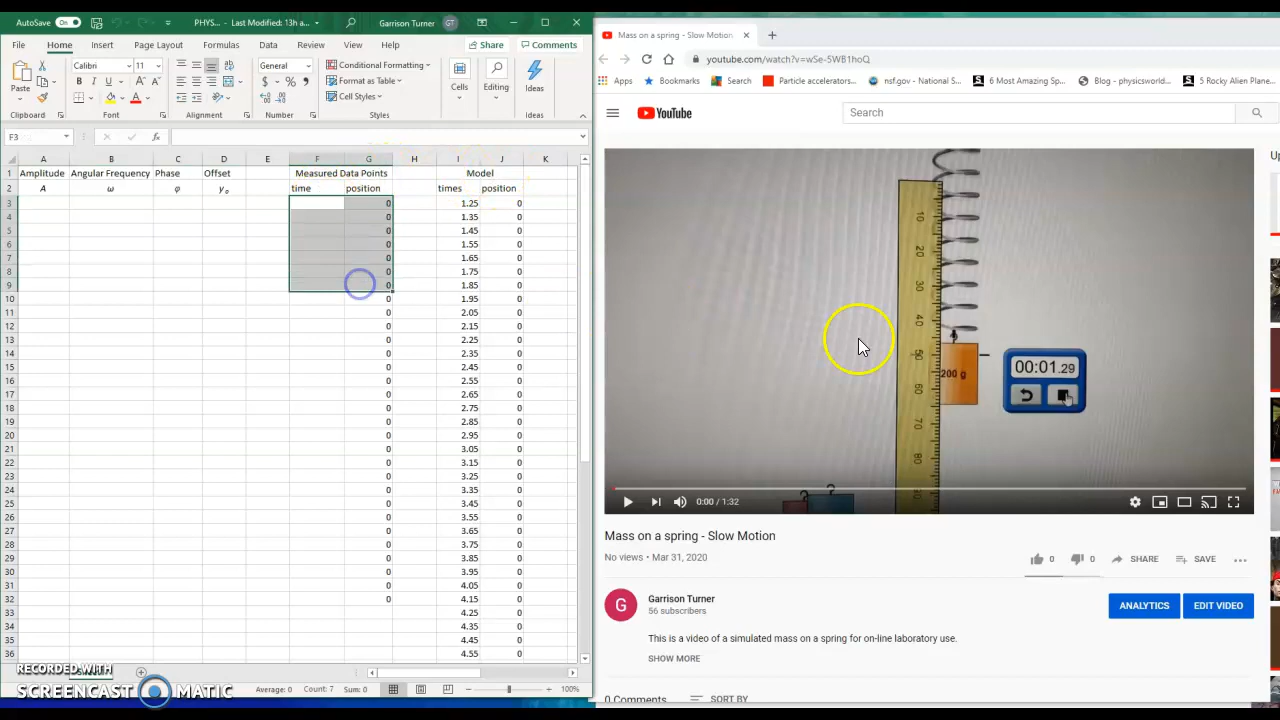 AutoSave On PHYS... - Last Modified: 13h a... Garrison Turner GT
File Home Insert Page Layout Formulas Data Review View Help Share Comments
Paste Calibri 11 General Conditional Formatting Format as Table Cell Styles Cells Editing Ideas
Clipboard Font Alignment Number Styles Ideas
F3
A B C D E F G H I J K
1 Amplitude Angular Frequency Phase Offset Measured Data Points Model
2 A ω φ y₀ time position times position
3 0 1.25 0
4 0 1.35 0
5 0 1.45 0
6 0 1.55 0
7 0 1.65 0
8 0 1.75 0
9 0 1.85 0
10 0 1.95 0
11 0 2.05 0
12 0 2.15 0
13 0 2.25 0
14 0 2.35 0
15 0 2.45 0
16 0 2.55 0
17 0 2.65 0
18 0 2.75 0
19 0 2.85 0
20 0 2.95 0
21 0 3.05 0
22 0 3.15 0
23 0 3.25 0
24 0 3.35 0
25 0 3.45 0
26 0 3.55 0
27 0 3.65 0
28 0 3.75 0
29 0 3.85 0
30 0 3.95 0
31 0 4.05 0
32 0 4.15 0
33 4.25 0
34 4.35 0
35 4.45 0
36 4.55 0
RECORDED WITH
SCREENCAST MATIC
Average: 0 Count: 7 Sum: 0 100%
Mass on a spring - Slow Motion
youtube.com/watch?v=wSe-5WB1hoQ
Apps Bookmarks Search Particle accelerators... nsf.gov - National S... 6 Most Amazing Sp... Blog - physicsworld... 5 Rocky Alien Plane...
YouTube Search
Up
10
20
30
40
50
60
70
80
200 g
00:01.29
0:00 / 1:32
Mass on a spring - Slow Motion
No views • Mar 31, 2020
0 0 SHARE SAVE
G Garrison Turner
56 subscribers
ANALYTICS EDIT VIDEO
This is a video of a simulated mass on a spring for on-line laboratory use.
SHOW MORE
0 Comments SORT BY